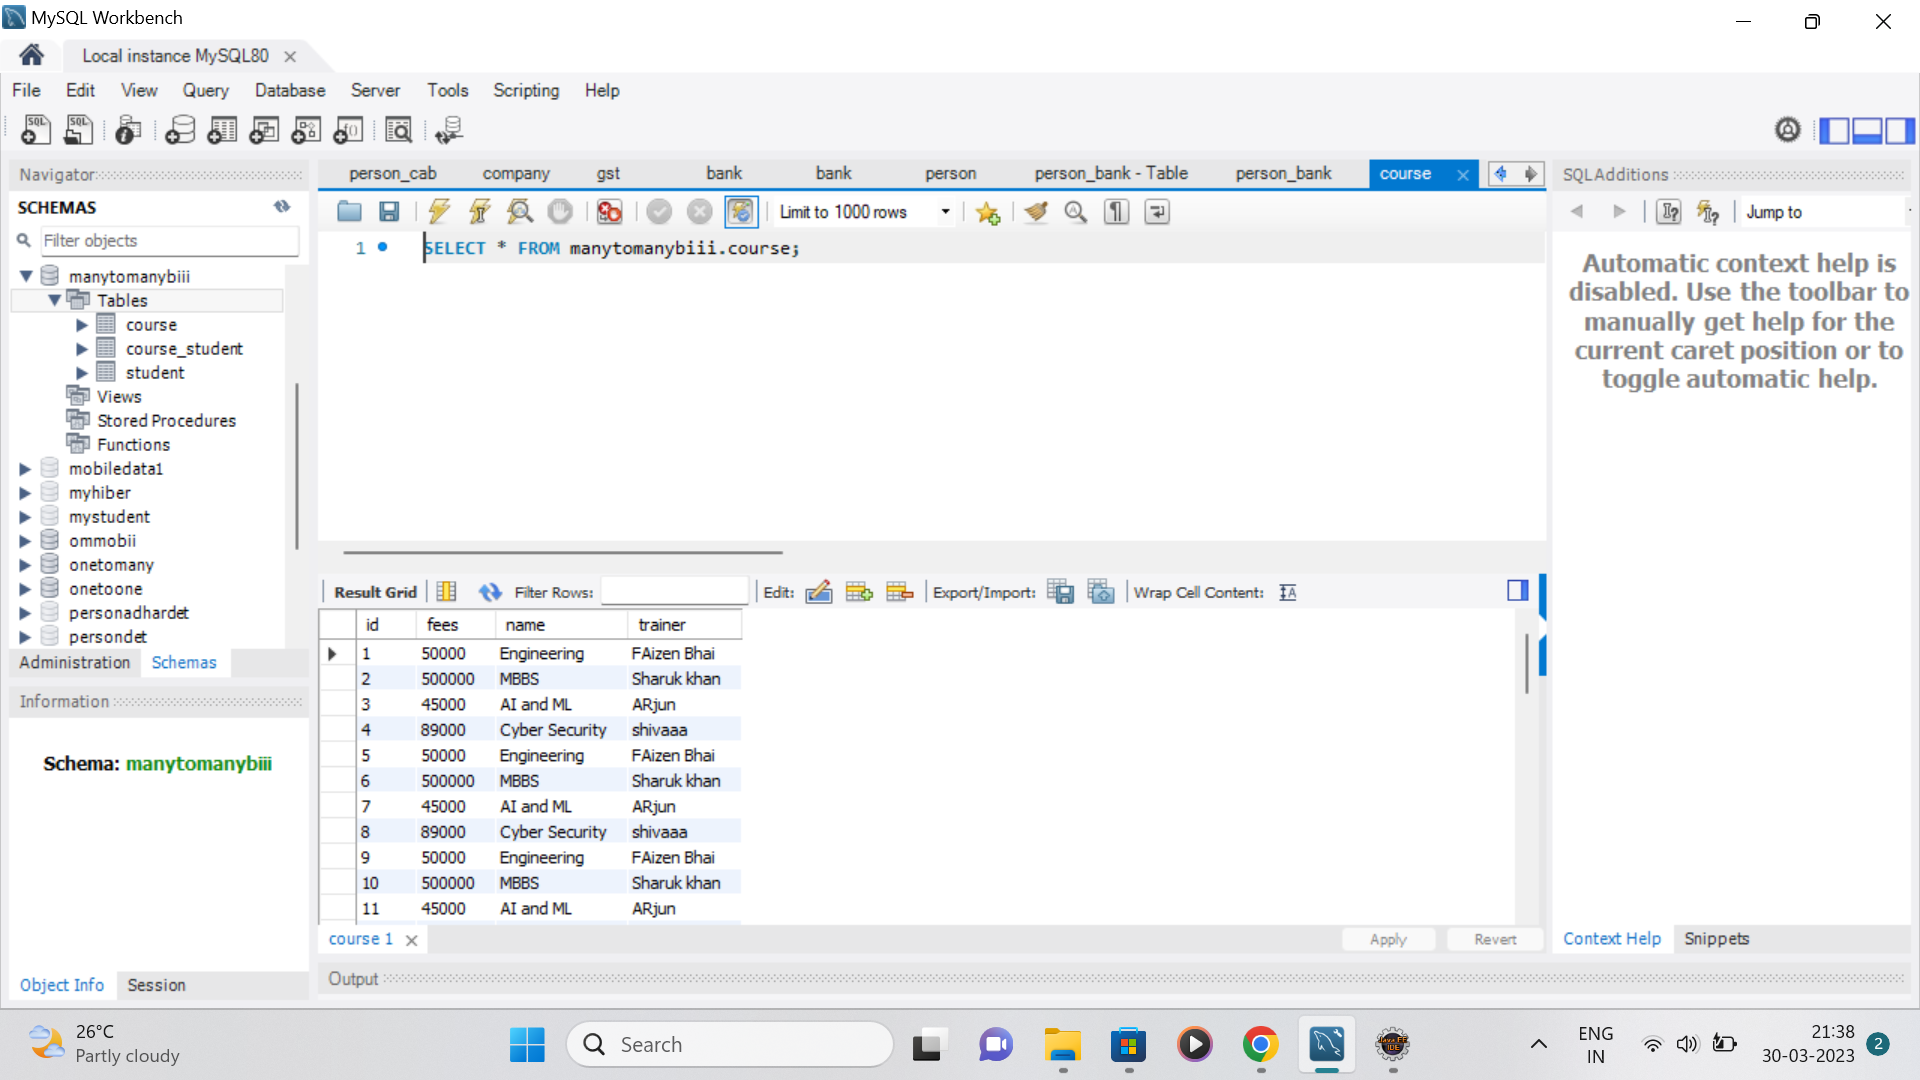 MySQL Workbench
Local instance MySQL80
File Edit View Query Database Server Tools Scripting Help
Navigator
SCHEMAS
Filter objects
manytomanybiii
Tables
course
course_student
student
Views
Stored Procedures
Functions
mobiledata1
myhiber
mystudent
ommobii
onetomany
onetoone
personadhardet
persondet
Administration Schemas
Information
Schema: manytomanybiii
Object Info Session
person_cab company gst bank bank person person_bank - Table person_bank course
Limit to 1000 rows
1 SELECT * FROM manytomanybiii.course;
Result Grid Filter Rows: Edit: Export/Import: Wrap Cell Content:
id fees name trainer
1 50000 Engineering FAizen Bhai
2 500000 MBBS Sharuk khan
3 45000 AI and ML ARjun
4 89000 Cyber Security shivaaa
5 50000 Engineering FAizen Bhai
6 500000 MBBS Sharuk khan
7 45000 AI and ML ARjun
8 89000 Cyber Security shivaaa
9 50000 Engineering FAizen Bhai
10 500000 MBBS Sharuk khan
11 45000 AI and ML ARjun
course 1
Apply Revert
Output
SQLAdditions
Jump to
Automatic context help is
disabled. Use the toolbar to
manually get help for the
current caret position or to
toggle automatic help.
Context Help Snippets
26°C
Partly cloudy
Search
ENG
IN
21:38
30-03-2023
2